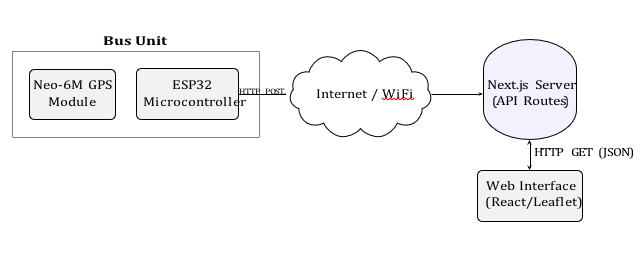 Bus Unit
Neo-6M GPS
Module
ESP32
Microcontroller
HTTP POST
Internet / WiFi
Next.js Server
(API Routes)
HTTP GET (JSON)
Web Interface
(React/Leaflet)